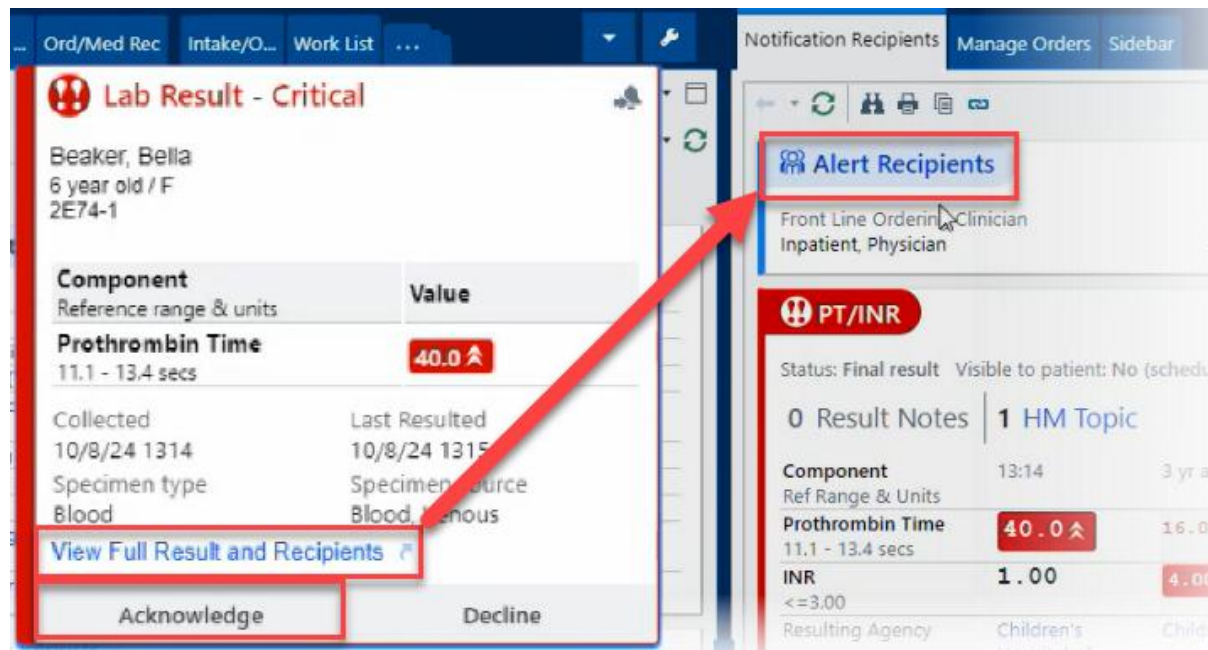 ... Ord/Med Rec Intake/O... Work List ...
Lab Result - Critical
Beaker, Bella
6 year old / F
2E74-1
Component Value
Reference range & units
Prothrombin Time 40.0
11.1 - 13.4 secs
Collected Last Resulted
10/8/24 1314 10/8/24 1315
Specimen type Specimen
Blood Blood,
View Full Result and Recipients
Acknowledge Decline
Notification Recipients Manage Orders Sidebar
Alert Recipients
Front Line Ordering Clinician
Inpatient, Physician
PT/INR
Status: Final result Visible to patient: No
0 Result Notes 1 HM Topic
Component 13:14 3 yr
Ref Range & Units
Prothrombin Time 40.0 16.0
11.1 - 13.4 secs
INR 1.00 4.00
<=3.00
Resulting Agency Children's